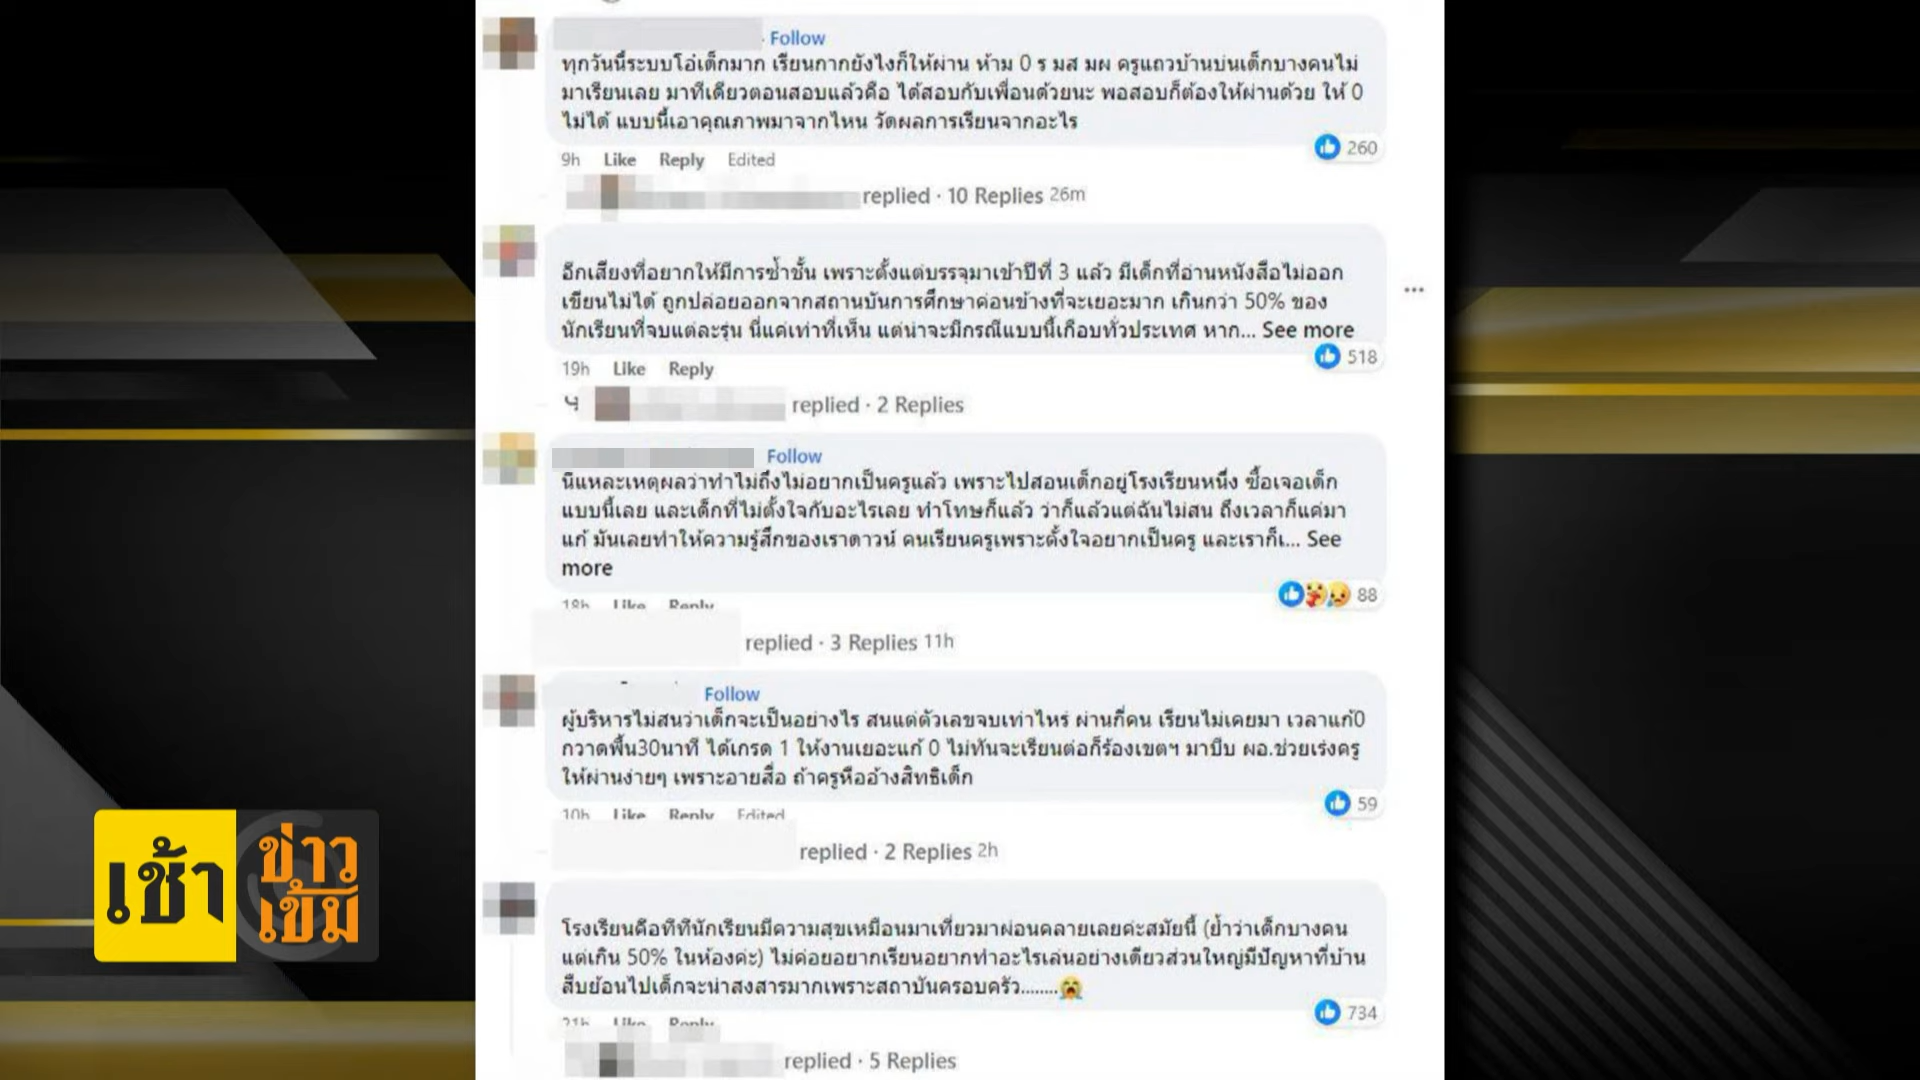 Follow
ทุกวันนี้ระบบโอ๋เด็กมาก เรียนกากยังไงก็ให้ผ่าน ห้าม 0 ร มส มผ ครูแถวบ้านบ่นเด็กบางคนไม่
มาเรียนเลย มาทีเดียวตอนสอบแล้วคือ ได้สอบกับเพื่อนด้วยนะ พอสอบก็ต้องให้ผ่านด้วย ให้ 0
ไม่ได้ แบบนี้เอาคุณภาพมาจากไหน วัดผลการเรียนจากอะไร
260
9h Like Reply Edited
replied · 10 Replies 26m
อีกเสียงที่อยากให้มีการซ้ำชั้น เพราะตั้งแต่บรรจุมาเข้าปีที่ 3 แล้ว มีเด็กที่อ่านหนังสือไม่ออก
เขียนไม่ได้ ถูกปล่อยออกจากสถานบันการศึกษาค่อนข้างที่จะเยอะมาก เกินกว่า 50% ของ
นักเรียนที่จบแต่ละรุ่น นี่แค่เท่าที่เห็น แต่น่าจะมีกรณีแบบนี้เกือบทั่วประเทศ หาก... See more
518
19h Like Reply
replied · 2 Replies
Follow
นี่แหละเหตุผลว่าทำไมถึงไม่อยากเป็นครูแล้ว เพราะไปสอนเด็กอยู่โรงเรียนหนึ่ง ซึ้อเจอเด็ก
แบบนี้เลย และเด็กที่ไม่ตั้งใจกับอะไรเลย ทำโทษก็แล้ว ว่าก็แล้วแต่ฉันไม่สน ถึงเวลาก็แค่มา
แก้ มันเลยทำให้ความรู้สึกของเราดาวน์ คนเรียนครูเพราะตั้งใจอยากเป็นครู และเราก็เ... See
more
88
18h Like Reply
replied · 3 Replies 11h
Follow
ผู้บริหารไม่สนว่าเด็กจะเป็นอย่างไร สนแต่ตัวเลขจบเท่าไหร่ ผ่านกี่คน เรียนไม่เคยมา เวลาแก้0
กวาดพื้น30นาที ได้เกรด 1 ให้งานเยอะแก้ 0 ไม่ทันจะเรียนต่อก็ร้องเขตฯ มาบีบ ผอ.ช่วยเร่งครู
ให้ผ่านง่ายๆ เพราะอายสื่อ ถ้าครูหืออ้างสิทธิเด็ก
59
10h Like Reply Edited
replied · 2 Replies 2h
โรงเรียนคือที่ที่นักเรียนมีความสุขเหมือนมาเที่ยวมาผ่อนคลายเลยค่ะสมัยนี้ (ย้ำว่าเด็กบางคน
แต่เกิน 50% ในห้องค่ะ) ไม่ค่อยอยากเรียนอยากทำอะไรเล่นอย่างเดียวส่วนใหญ่มีปัญหาที่บ้าน
สืบย้อนไปเด็กจะน่าสงสารมากเพราะสถาบันครอบครัว........😭
734
21h Like Reply
replied · 5 Replies
เช้า
ข่าว
เข้ม